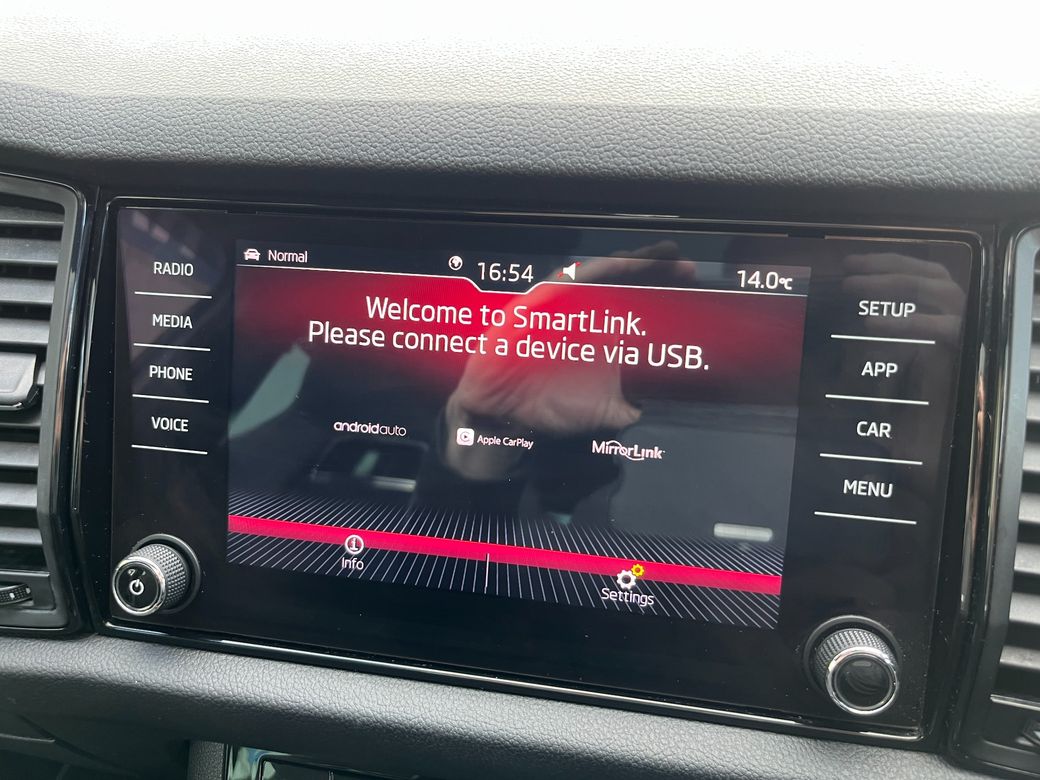 RADIO
MEDIA
PHONE
VOICE
Normal
16:54
14.0°C
Welcome to SmartLink.
Please connect a device via USB.
androidauto
Apple CarPlay
MirrorLink
Info
Settings
SETUP
APP
CAR
MENU